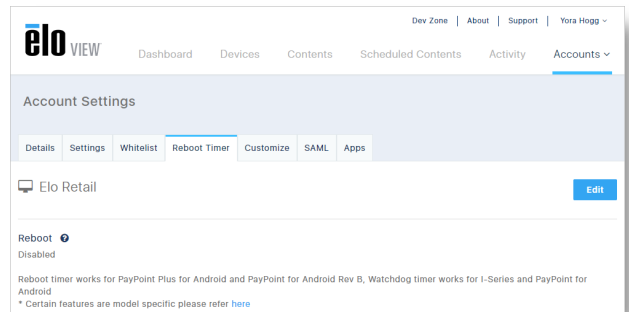 Dev Zone | About | Support | Yora Hogg
ēlo VIEW Dashboard Devices Contents Scheduled Contents Activity Accounts
Account Settings
Details Settings Whitelist Reboot Timer Customize SAML Apps
Elo Retail Edit
Reboot ?
Disabled
Reboot timer works for PayPoint Plus for Android and PayPoint for Android Rev B, Watchdog timer works for I-Series and PayPoint for
Android
* Certain features are model specific please refer here